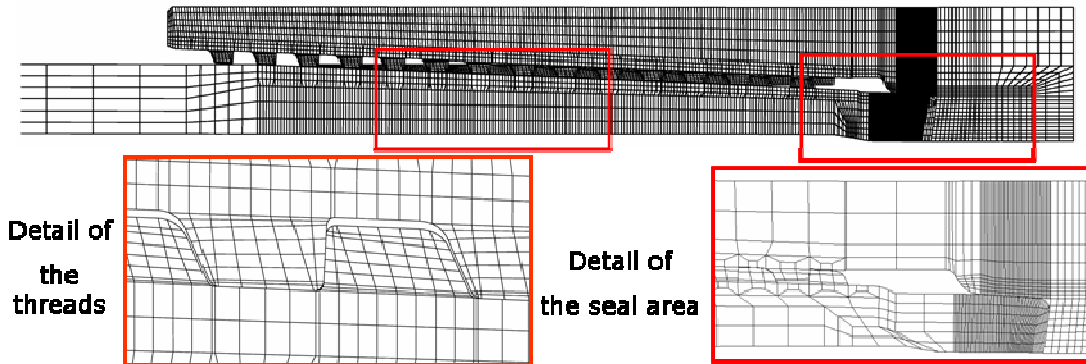 Detail of
the
threads
Detail of
the seal area